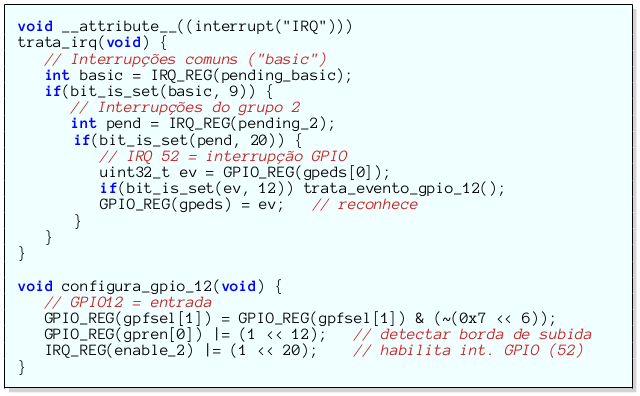 void __attribute__((interrupt("IRQ")))
trata_irq(void) {
   // Interrupções comuns ("basic")
   int basic = IRQ_REG(pending_basic);
   if(bit_is_set(basic, 9)) {
      // Interrupções do grupo 2
      int pend = IRQ_REG(pending_2);
      if(bit_is_set(pend, 20)) {
         // IRQ 52 = interrupção GPIO
         uint32_t ev = GPIO_REG(gpeds[0]);
         if(bit_is_set(ev, 12)) trata_evento_gpio_12();
         GPIO_REG(gpeds) = ev;   // reconhece
      }
   }
}

void configura_gpio_12(void) {
   // GPIO12 = entrada
   GPIO_REG(gpfsel[1]) = GPIO_REG(gpfsel[1]) & (~(0x7 << 6));
   GPIO_REG(gpren[0]) |= (1 << 12);   // detectar borda de subida
   IRQ_REG(enable_2) |= (1 << 20);    // habilita int. GPIO (52)
}